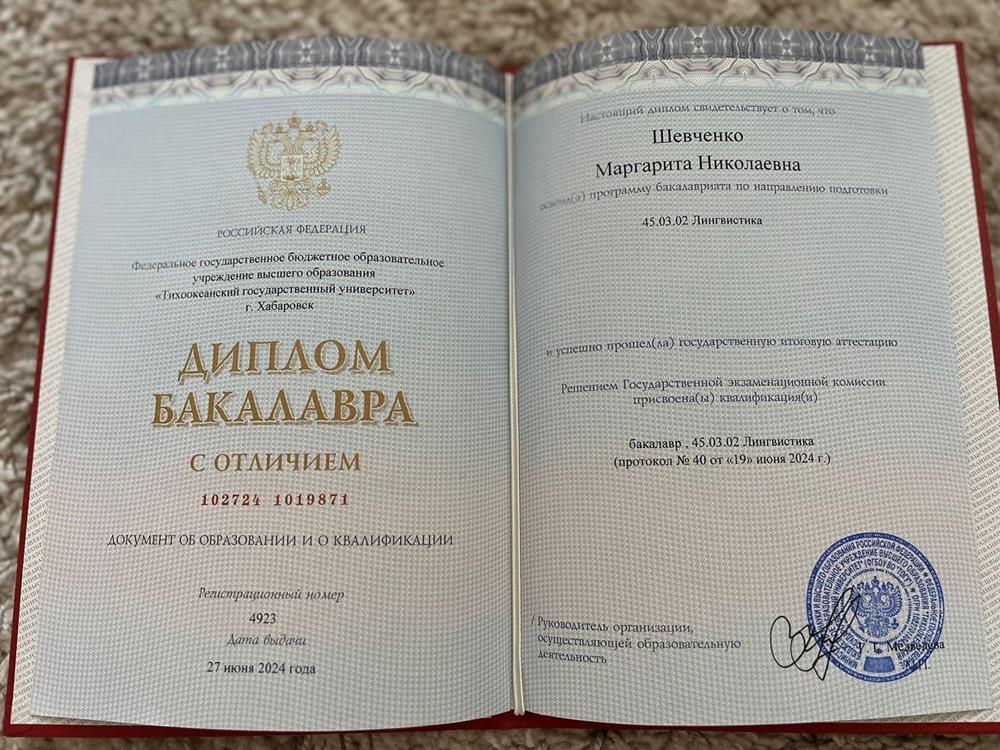 РОССИЙСКАЯ ФЕДЕРАЦИЯ
Федеральное государственное бюджетное образовательное
учреждение высшего образования
«Тихоокеанский государственный университет»
г. Хабаровск
ДИПЛОМ
БАКАЛАВРА
С ОТЛИЧИЕМ
102724 1019871
ДОКУМЕНТ ОБ ОБРАЗОВАНИИ И О КВАЛИФИКАЦИИ
Регистрационный номер
4923
Дата выдачи
27 июня 2024 года
Настоящий диплом свидетельствует о том, что
Шевченко
Маргарита Николаевна
освоил(а) программу бакалавриата по направлению подготовки
45.03.02 Лингвистика
и успешно прошел(ла) государственную итоговую аттестацию
Решением Государственной экзаменационной комиссии
присвоена(ы) квалификация(и)
бакалавр , 45.03.02 Лингвистика
(протокол № 40 от «19» июня 2024 г.)
Руководитель организации,
осуществляющей образовательную
деятельность
Медведева
М.П.